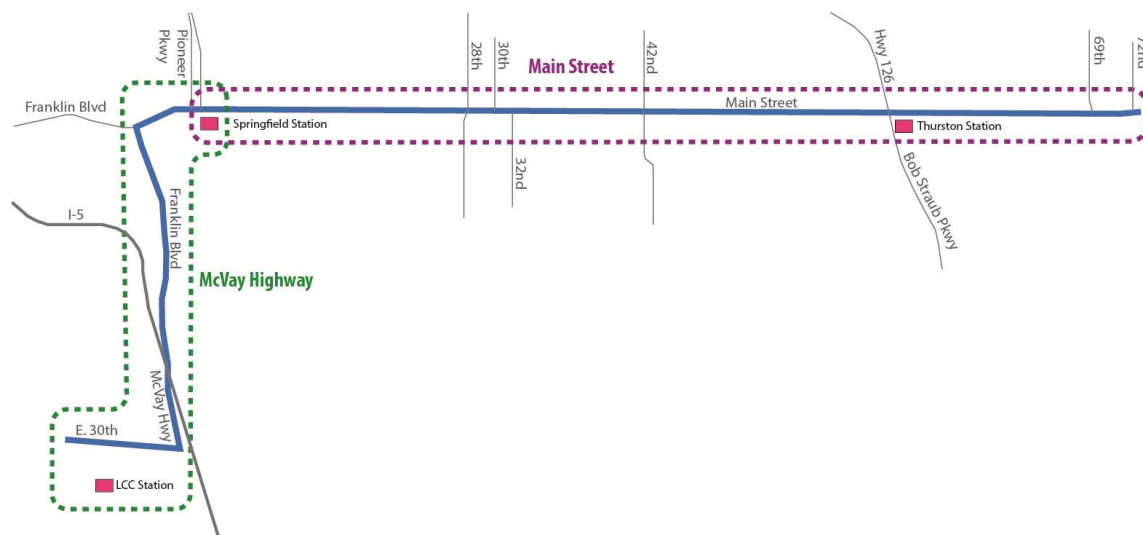 Pioneer
Pkwy
28th
30th
42nd
Hwy 126
69th
72nd
Main Street
Franklin Blvd
Main Street
Springfield Station
Thurston Station
32nd
Bob Straub Pkwy
I-5
Franklin Blvd
McVay Highway
McVay Hwy
E. 30th
LCC Station